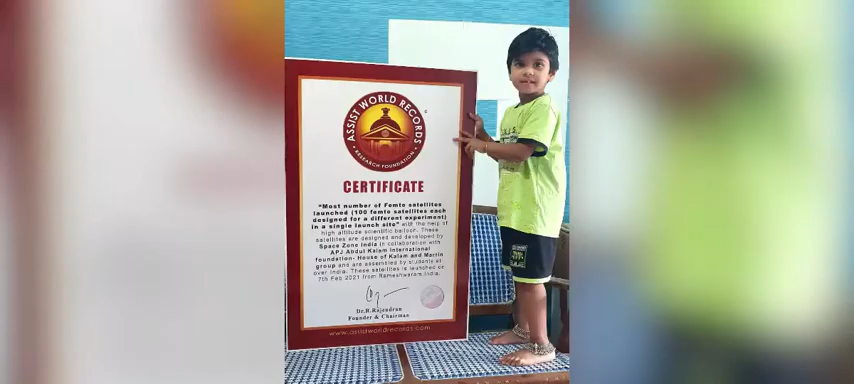 ASSIST WORLD RECORDS
RESEARCH FOUNDATION
CERTIFICATE
"Most number of Femto satellites
launched (100 femto satellites each
designed for a different experiment)
in a single launch site" with the help of
high altitude scientific balloon. These
satellites are designed and developed by
Space Zone India in collaboration with
APJ Abdul Kalam International
foundation- House of Kalam and Martin
group and are assembled by students all
over India. These satellites is launched on
7th Feb 2021 from Rameshwaram.India.
Dr.R.Rajendran
Founder & Chairman
www.assistworldrecords.com